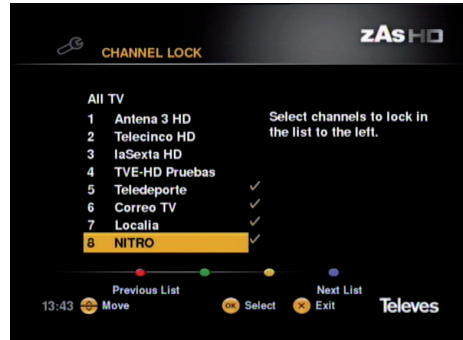 zAs HD
CHANNEL LOCK
All TV
1 Antena 3 HD
2 Telecinco HD
3 laSexta HD
4 TVE-HD Pruebas
5 Teledeporte
6 Correo TV
7 Localia
8 NITRO
Select channels to lock in
the list to the left.
Previous List
Next List
13:43 Move OK Select Exit Televes